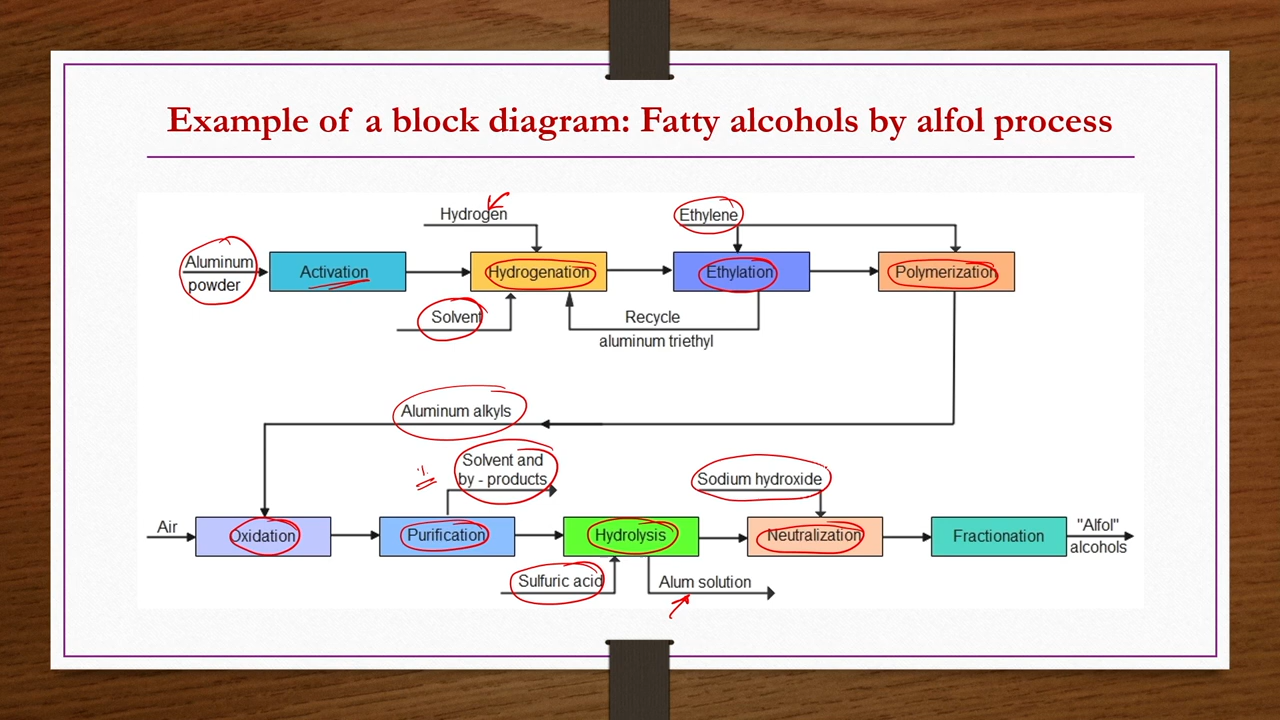 Example of a block diagram: Fatty alcohols by alfol process
Hydrogen
Ethylene
Aluminum
powder
Activation
Hydrogenation
Ethylation
Polymerization
Solvent
Recycle
aluminum triethyl
Aluminum alkyls
Solvent and
by - products
Sodium hydroxide
Air
Oxidation
Purification
Hydrolysis
Neutralization
Fractionation
"Alfol"
alcohols
Sulfuric acid
Alum solution